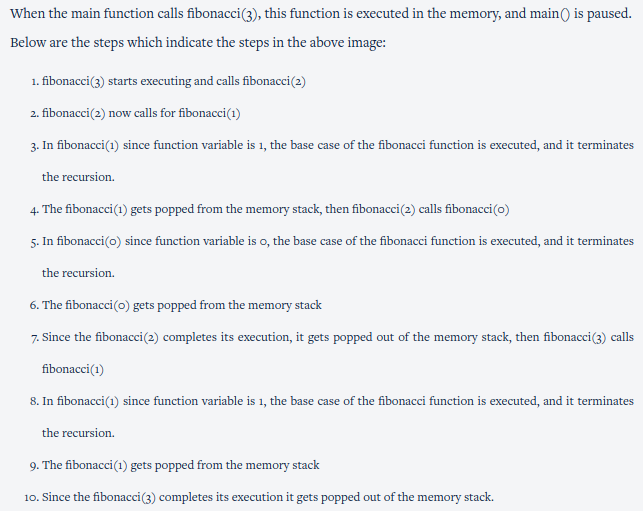 When the main function calls fibonacci(3), this function is executed in the memory, and main() is paused.
Below are the steps which indicate the steps in the above image:
1. fibonacci(3) starts executing and calls fibonacci(2)
2. fibonacci(2) now calls for fibonacci(1)
3. In fibonacci(1) since function variable is 1, the base case of the fibonacci function is executed, and it terminates
the recursion.
4. The fibonacci(1) gets popped from the memory stack, then fibonacci(2) calls fibonacci(0)
5. In fibonacci(0) since function variable is 0, the base case of the fibonacci function is executed, and it terminates
the recursion.
6. The fibonacci(0) gets popped from the memory stack
7. Since the fibonacci(2) completes its execution, it gets popped out of the memory stack, then fibonacci(3) calls
fibonacci(1)
8. In fibonacci(1) since function variable is 1, the base case of the fibonacci function is executed, and it terminates
the recursion.
9. The fibonacci(1) gets popped from the memory stack
10. Since the fibonacci(3) completes its execution it gets popped out of the memory stack.